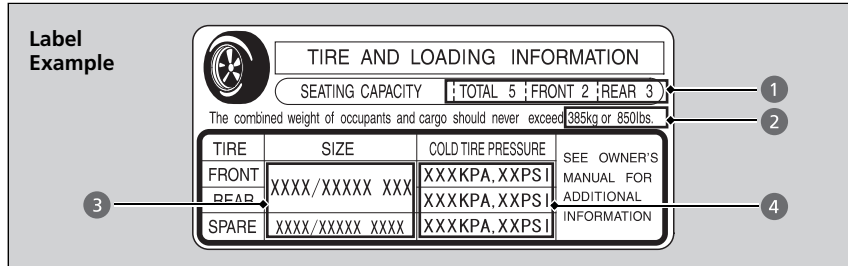 Label
Example
TIRE AND LOADING INFORMATION
SEATING CAPACITY TOTAL 5 FRONT 2 REAR 3
1
The combined weight of occupants and cargo should never exceed 385kg or 850lbs.
2
TIRE SIZE COLD TIRE PRESSURE
SEE OWNER'S
MANUAL FOR
ADDITIONAL
INFORMATION
FRONT XXXX/XXXXX XXX XXXKPA,XXPSI
REAR XXXKPA,XXPSI
3
4
SPARE XXXX/XXXXX XXXX XXXKPA,XXPSI